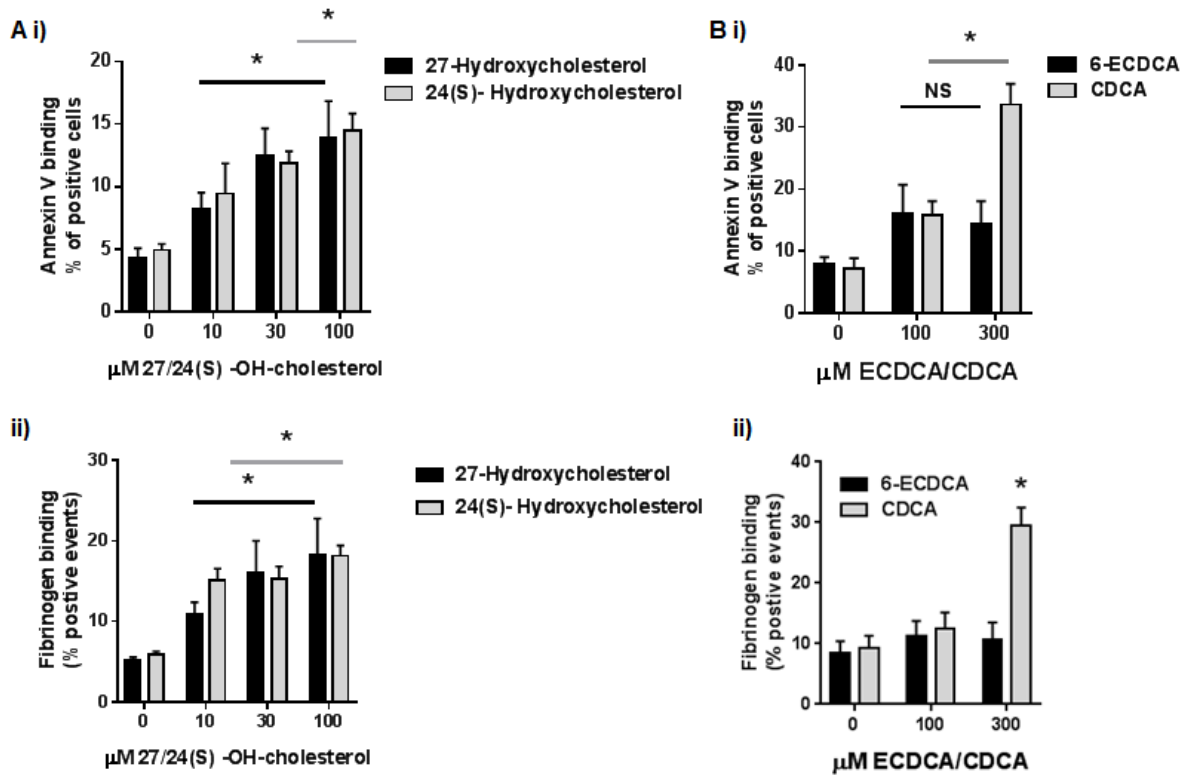 A i)
*
*
20
15
10
5
0
Annexin V binding
% of positive cells
0 10 30 100
µM 27/24(S) -OH-cholesterol
27-Hydroxycholesterol
24(S)- Hydroxycholesterol
B i)
*
NS
40
30
20
10
0
Annexin V binding
% of positive cells
0 100 300
µM ECDCA/CDCA
6-ECDCA
CDCA
ii)
*
*
30
20
10
0
Fibrinogen binding
(% postive events)
0 10 30 100
µM 27/24(S) -OH-cholesterol
27-Hydroxycholesterol
24(S)- Hydroxycholesterol
ii)
40
30
20
10
0
Fibrinogen binding
(% postive events)
6-ECDCA
CDCA
*
0 100 300
µM ECDCA/CDCA